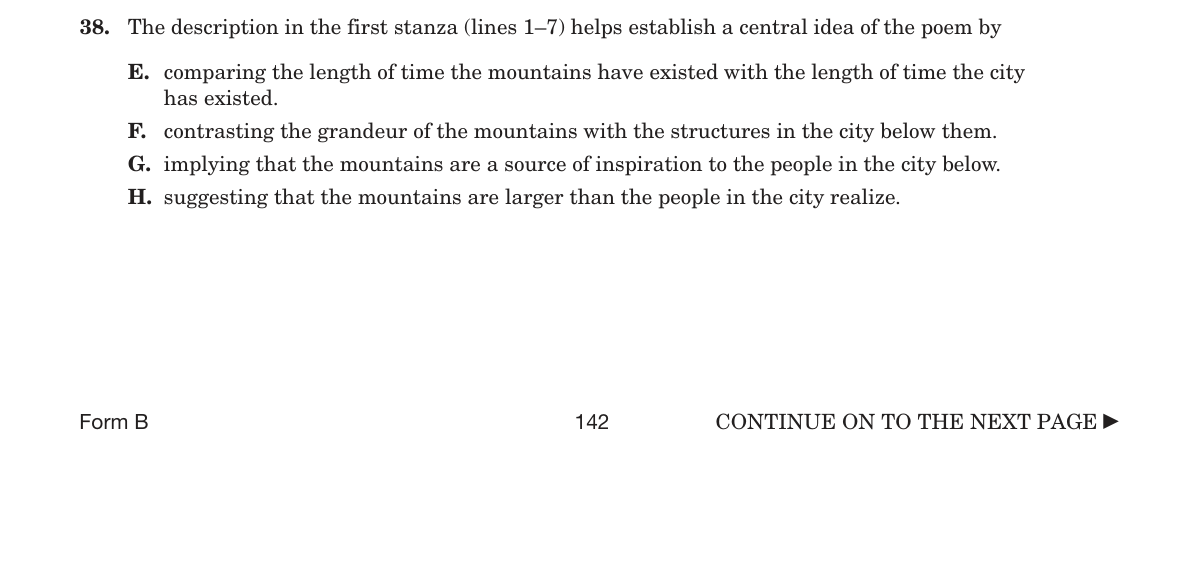 38. The description in the first stanza (lines 1–7) helps establish a central idea of the poem by
E. comparing the length of time the mountains have existed with the length of time the city
has existed.
F. contrasting the grandeur of the mountains with the structures in the city below them.
G. implying that the mountains are a source of inspiration to the people in the city below.
H. suggesting that the mountains are larger than the people in the city realize.
Form B 142 CONTINUE ON TO THE NEXT PAGE ▶